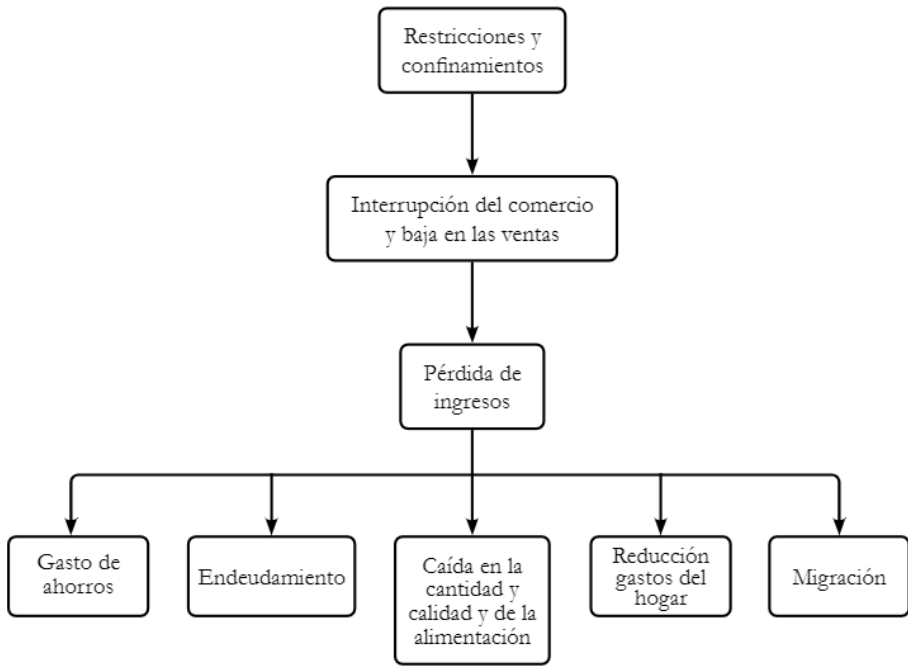 Restricciones y
confinamientos
Interrupción del comercio
y baja en las ventas
Pérdida de
ingresos
Gasto de
ahorros
Endeudamiento
Caída en la
cantidad y
calidad y de la
alimentación
Reducción
gastos del
hogar
Migración